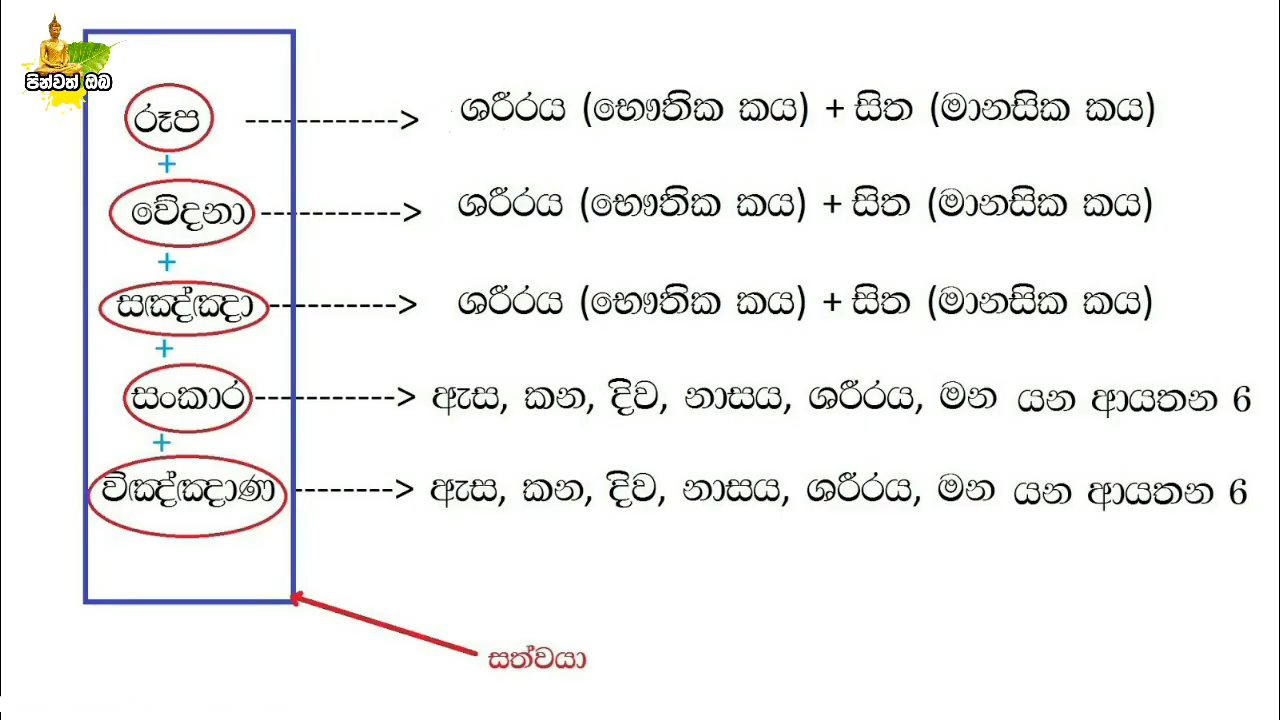 පින්වත් ඔබ
රූප ------------> ශරීරය (භෞතික කය) + සිත (මානසික කය)
+
වේදනා -----------> ශරීරය (භෞතික කය) + සිත (මානසික කය)
+
සඤ්ඤා ----------> ශරීරය (භෞතික කය) + සිත (මානසික කය)
+
සංකාර -----------> ඇස, කන, දිව, නාසය, ශරීරය, මන යන ආයතන 6
+
විඤ්ඤාණ --------> ඇස, කන, දිව, නාසය, ශරීරය, මන යන ආයතන 6
සත්වයා